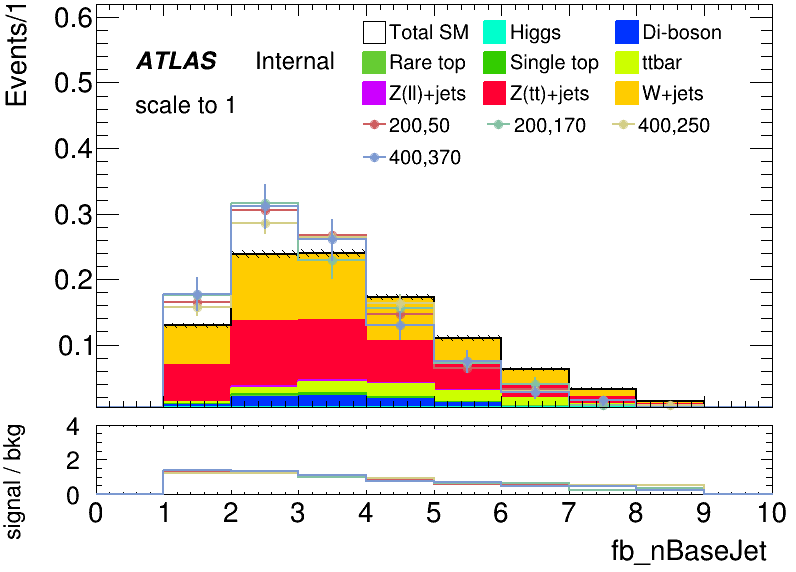 Events/1
0.6
0.5
0.4
0.3
0.2
0.1
ATLAS Internal
scale to 1
Total SM Higgs Di-boson
Rare top Single top ttbar
Z(ll)+jets Z(tt)+jets W+jets
200,50 200,170 400,250
400,370
signal / bkg
4
2
0
0 1 2 3 4 5 6 7 8 9 10
fb_nBaseJet